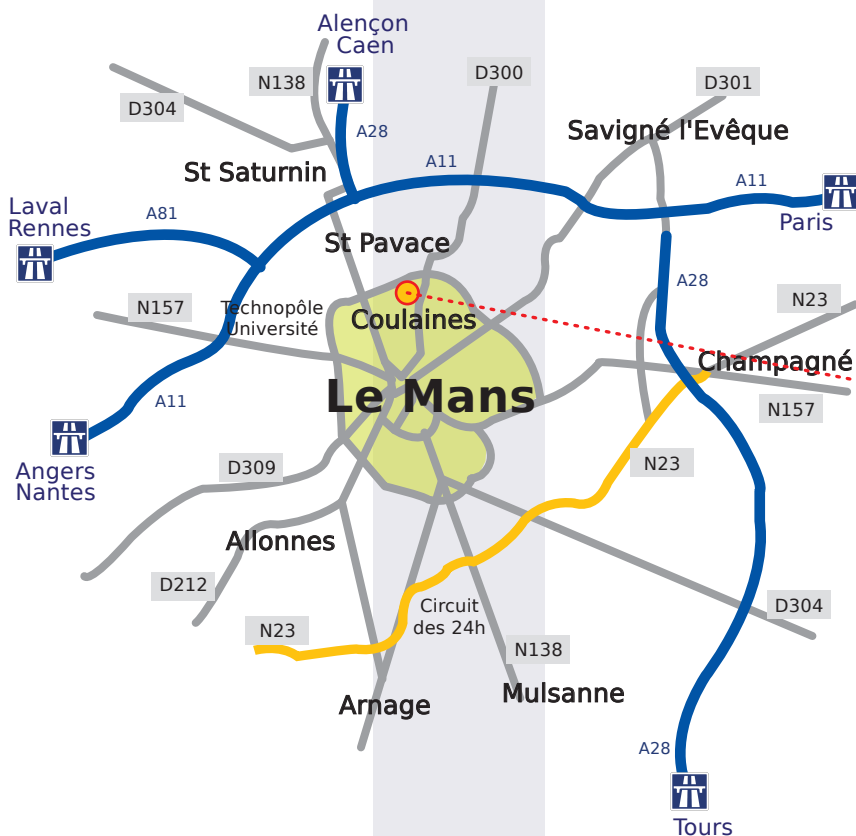 Alençon
Caen
D300
D301
N138
D304
A28
Savigné l'Evêque
A11
St Saturnin
A11
Laval
Rennes
A81
Paris
St Pavace
A28
N157
Technopôle
Université
N23
Coulaines
Champagné
Le Mans
A11
N157
Angers
Nantes
D309
N23
Allonnes
D212
Circuit
des 24h
D304
N23
N138
Arnage
Mulsanne
A28
Tours